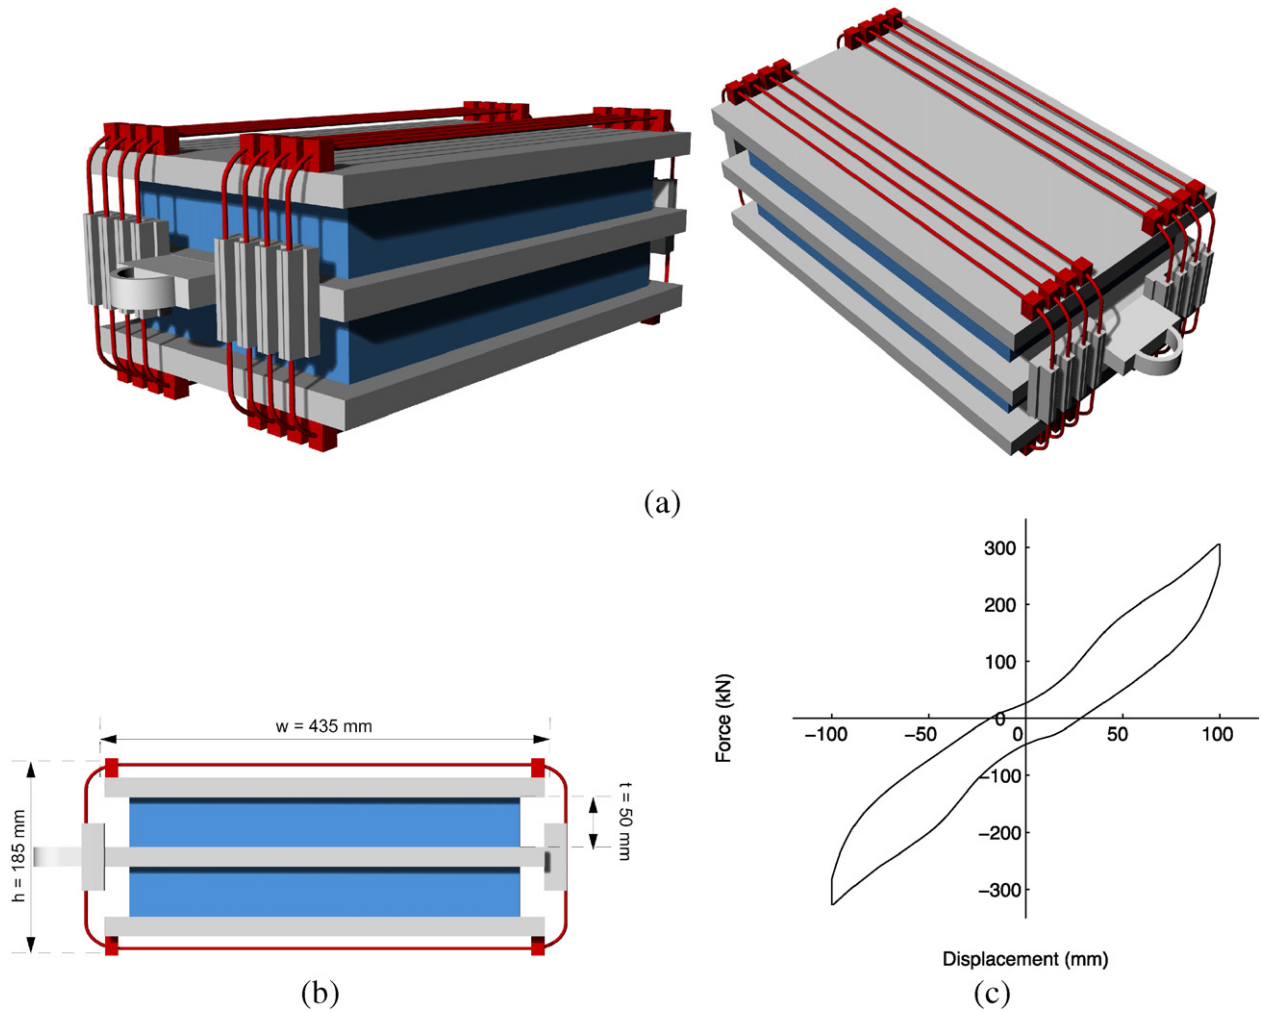 (a)
w = 435 mm
h = 185 mm
t = 50 mm
(b)
300
200
100
0
−100 −50 0 50 100
−100
−200
−300
Force (kN)
Displacement (mm)
(c)